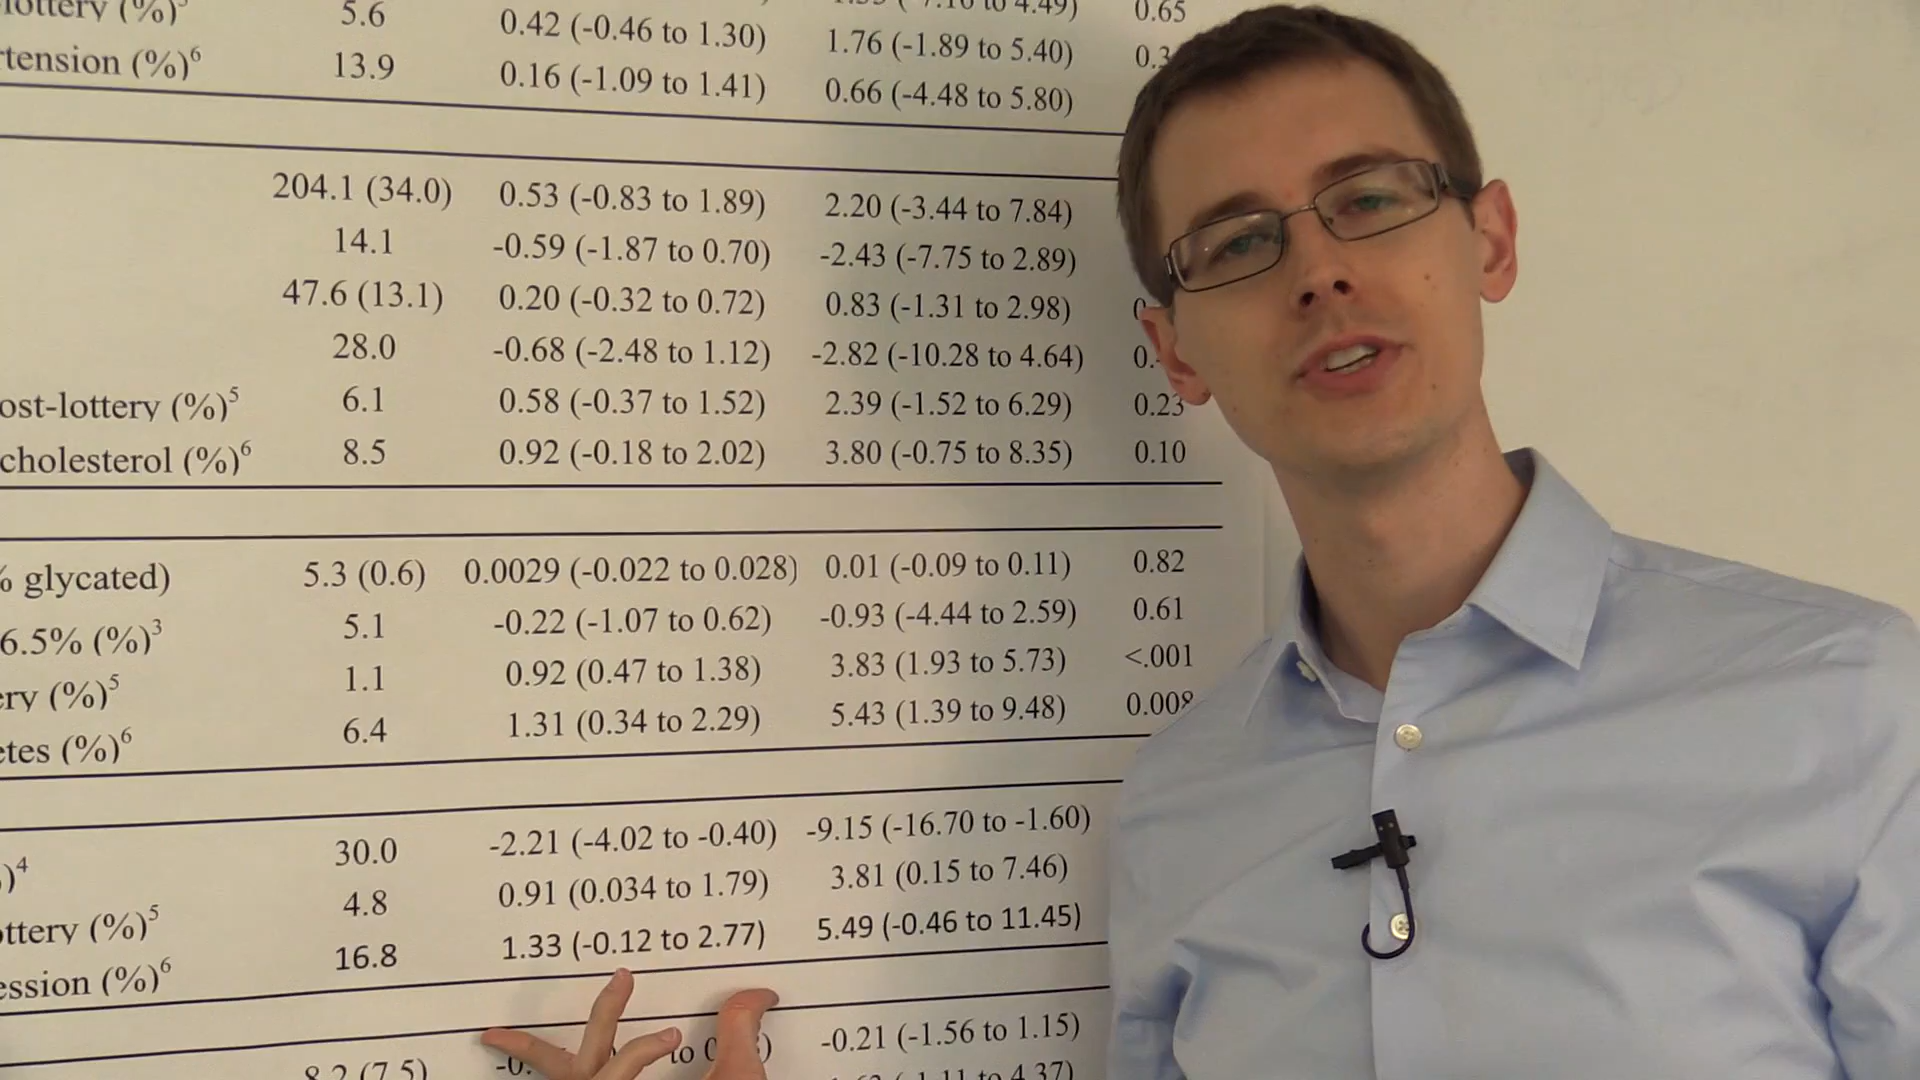 lottery (%)⁵ 5.6 0.42 (-0.46 to 1.30) 1.76 (-1.89 to 5.40) 0.65
rtension (%)⁶ 13.9 0.16 (-1.09 to 1.41) 0.66 (-4.48 to 5.80)
204.1 (34.0) 0.53 (-0.83 to 1.89) 2.20 (-3.44 to 7.84)
14.1 -0.59 (-1.87 to 0.70) -2.43 (-7.75 to 2.89)
47.6 (13.1) 0.20 (-0.32 to 0.72) 0.83 (-1.31 to 2.98)
28.0 -0.68 (-2.48 to 1.12) -2.82 (-10.28 to 4.64)
ost-lottery (%)⁵ 6.1 0.58 (-0.37 to 1.52) 2.39 (-1.52 to 6.29) 0.23
cholesterol (%)⁶ 8.5 0.92 (-0.18 to 2.02) 3.80 (-0.75 to 8.35) 0.10
% glycated) 5.3 (0.6) 0.0029 (-0.022 to 0.028) 0.01 (-0.09 to 0.11) 0.82
6.5% (%)³ 5.1 -0.22 (-1.07 to 0.62) -0.93 (-4.44 to 2.59) 0.61
ery (%)⁵ 1.1 0.92 (0.47 to 1.38) 3.83 (1.93 to 5.73) <.001
etes (%)⁶ 6.4 1.31 (0.34 to 2.29) 5.43 (1.39 to 9.48) 0.008
)⁴ 30.0 -2.21 (-4.02 to -0.40) -9.15 (-16.70 to -1.60)
ottery (%)⁵ 4.8 0.91 (0.034 to 1.79) 3.81 (0.15 to 7.46)
ession (%)⁶ 16.8 1.33 (-0.12 to 2.77) 5.49 (-0.46 to 11.45)
8.2 (7.5) to -0.21 (-1.56 to 1.15)
to 4.37)